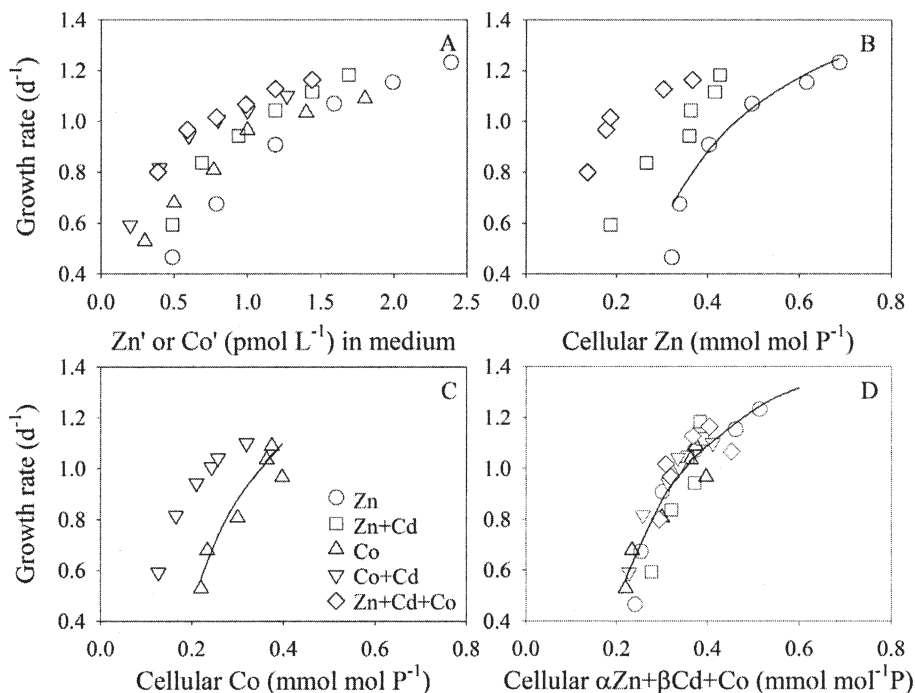 A
B
Growth rate (d⁻¹)
1.4
1.2
1.0
0.8
0.6
0.4
0.0 0.5 1.0 1.5 2.0 2.5
Zn' or Co' (pmol L⁻¹) in medium
1.4
1.2
1.0
0.8
0.6
0.4
0.0 0.2 0.4 0.6 0.8
Cellular Zn (mmol mol P⁻¹)
C
D
Growth rate (d⁻¹)
1.4
1.2
1.0
0.8
0.6
0.4
Zn
Zn+Cd
Co
Co+Cd
Zn+Cd+Co
0.0 0.2 0.4 0.6 0.8
Cellular Co (mmol mol P⁻¹)
1.4
1.2
1.0
0.8
0.6
0.4
0.0 0.2 0.4 0.6 0.8
Cellular αZn+βCd+Co (mmol mol⁻¹P)